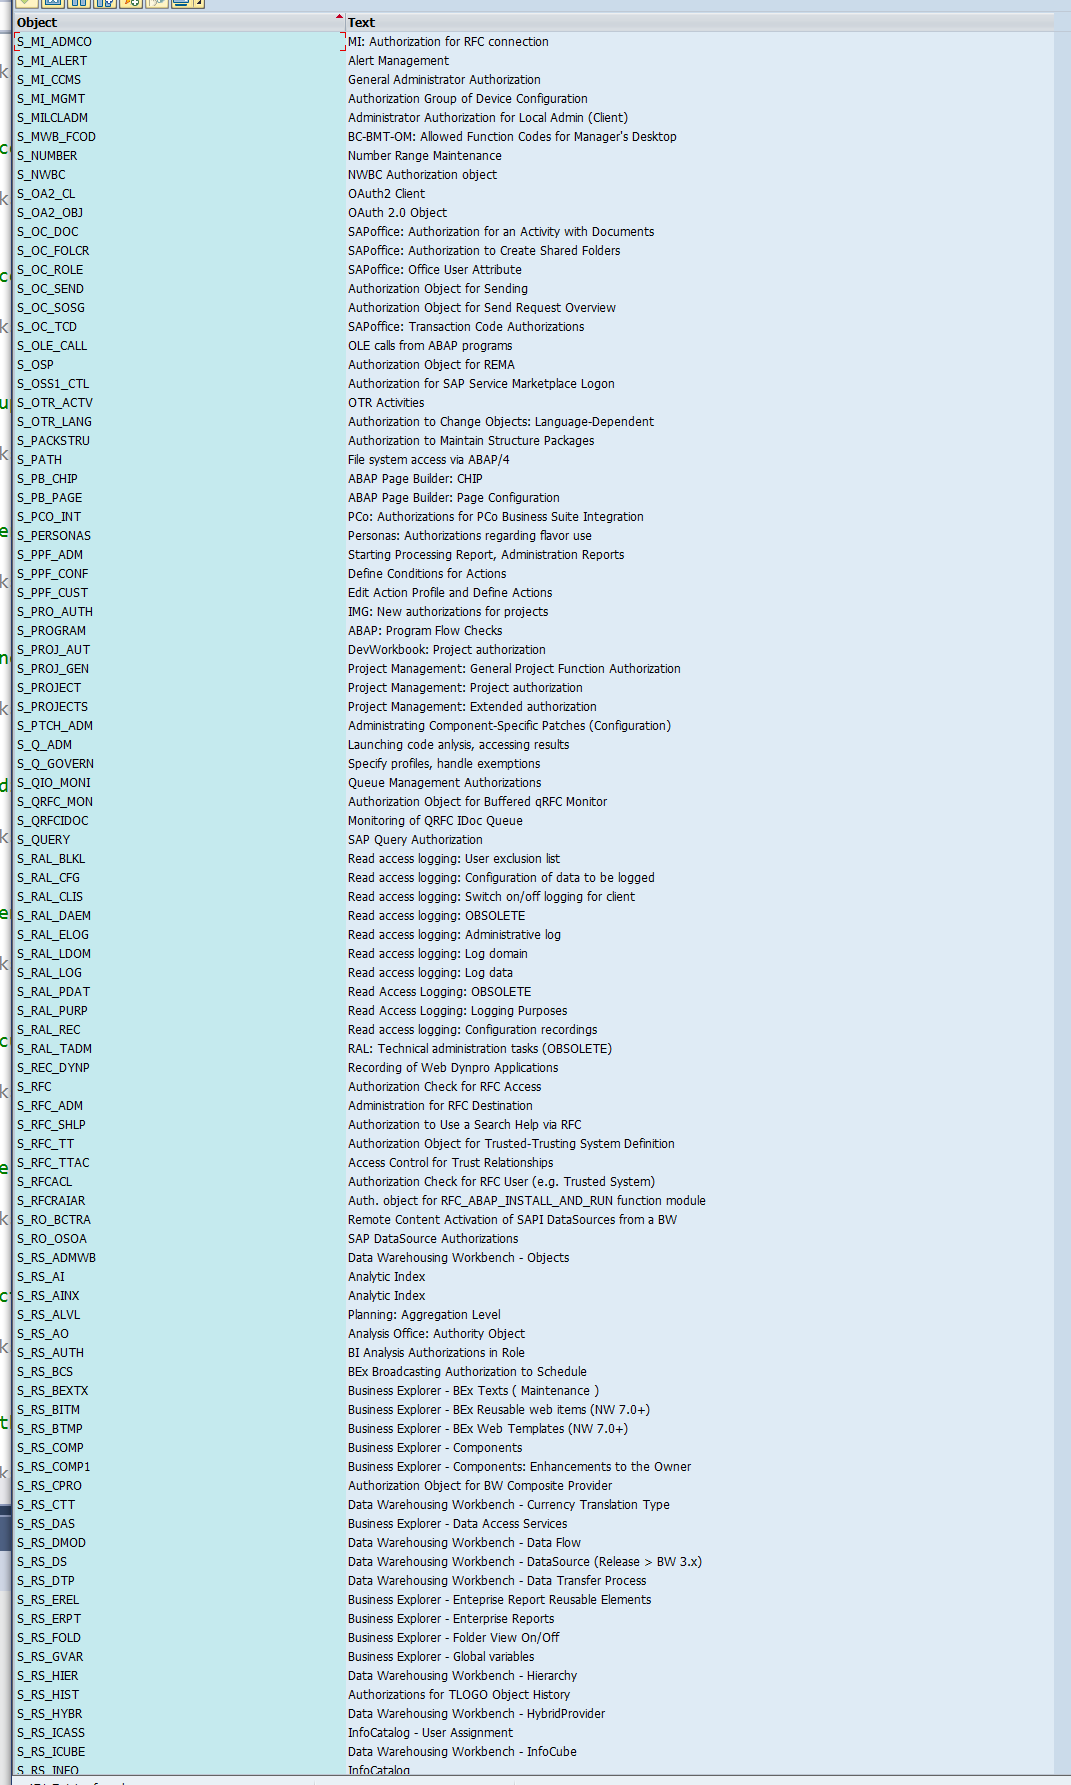 Object Text
S_MI_ADMCO MI: Authorization for RFC connection
S_MI_ALERT Alert Management
S_MI_CCMS General Administrator Authorization
S_MI_MGMT Authorization Group of Device Configuration
S_MILCLADM Administrator Authorization for Local Admin (Client)
S_MWB_FCOD BC-BMT-OM: Allowed Function Codes for Manager's Desktop
S_NUMBER Number Range Maintenance
S_NWBC NWBC Authorization object
S_OA2_CL OAuth2 Client
S_OA2_OBJ OAuth 2.0 Object
S_OC_DOC SAPoffice: Authorization for an Activity with Documents
S_OC_FOLCR SAPoffice: Authorization to Create Shared Folders
S_OC_ROLE SAPoffice: Office User Attribute
S_OC_SEND Authorization Object for Sending
S_OC_SOSG Authorization Object for Send Request Overview
S_OC_TCD SAPoffice: Transaction Code Authorizations
S_OLE_CALL OLE calls from ABAP programs
S_OSP Authorization Object for REMA
S_OSS1_CTL Authorization for SAP Service Marketplace Logon
S_OTR_ACTV OTR Activities
S_OTR_LANG Authorization to Change Objects: Language-Dependent
S_PACKSTRU Authorization to Maintain Structure Packages
S_PATH File system access via ABAP/4
S_PB_CHIP ABAP Page Builder: CHIP
S_PB_PAGE ABAP Page Builder: Page Configuration
S_PCO_INT PCo: Authorizations for PCo Business Suite Integration
S_PERSONAS Personas: Authorizations regarding flavor use
S_PPF_ADM Starting Processing Report, Administration Reports
S_PPF_CONF Define Conditions for Actions
S_PPF_CUST Edit Action Profile and Define Actions
S_PRO_AUTH IMG: New authorizations for projects
S_PROGRAM ABAP: Program Flow Checks
S_PROJ_AUT DevWorkbook: Project authorization
S_PROJ_GEN Project Management: General Project Function Authorization
S_PROJECT Project Management: Project authorization
S_PROJECTS Project Management: Extended authorization
S_PTCH_ADM Administrating Component-Specific Patches (Configuration)
S_Q_ADM Launching code anlysis, accessing results
S_Q_GOVERN Specify profiles, handle exemptions
S_QIO_MONI Queue Management Authorizations
S_QRFC_MON Authorization Object for Buffered qRFC Monitor
S_QRFCIDOC Monitoring of QRFC IDoc Queue
S_QUERY SAP Query Authorization
S_RAL_BLKL Read access logging: User exclusion list
S_RAL_CFG Read access logging: Configuration of data to be logged
S_RAL_CLIS Read access logging: Switch on/off logging for client
S_RAL_DAEM Read access logging: OBSOLETE
S_RAL_ELOG Read access logging: Administrative log
S_RAL_LDOM Read access logging: Log domain
S_RAL_LOG Read access logging: Log data
S_RAL_PDAT Read Access Logging: OBSOLETE
S_RAL_PURP Read Access Logging: Logging Purposes
S_RAL_REC Read access logging: Configuration recordings
S_RAL_TADM RAL: Technical administration tasks (OBSOLETE)
S_REC_DYNP Recording of Web Dynpro Applications
S_RFC Authorization Check for RFC Access
S_RFC_ADM Administration for RFC Destination
S_RFC_SHLP Authorization to Use a Search Help via RFC
S_RFC_TT Authorization Object for Trusted-Trusting System Definition
S_RFC_TTAC Access Control for Trust Relationships
S_RFCACL Authorization Check for RFC User (e.g. Trusted System)
S_RFCRAIAR Auth. object for RFC_ABAP_INSTALL_AND_RUN function module
S_RO_BCTRA Remote Content Activation of SAPI DataSources from a BW
S_RO_OSOA SAP DataSource Authorizations
S_RS_ADMWB Data Warehousing Workbench - Objects
S_RS_AI Analytic Index
S_RS_AINX Analytic Index
S_RS_ALVL Planning: Aggregation Level
S_RS_AO Analysis Office: Authority Object
S_RS_AUTH BI Analysis Authorizations in Role
S_RS_BCS BEx Broadcasting Authorization to Schedule
S_RS_BEXTX Business Explorer - BEx Texts ( Maintenance )
S_RS_BITM Business Explorer - BEx Reusable web items (NW 7.0+)
S_RS_BTMP Business Explorer - BEx Web Templates (NW 7.0+)
S_RS_COMP Business Explorer - Components
S_RS_COMP1 Business Explorer - Components: Enhancements to the Owner
S_RS_CPRO Authorization Object for BW Composite Provider
S_RS_CTT Data Warehousing Workbench - Currency Translation Type
S_RS_DAS Business Explorer - Data Access Services
S_RS_DMOD Data Warehousing Workbench - Data Flow
S_RS_DS Data Warehousing Workbench - DataSource (Release > BW 3.x)
S_RS_DTP Data Warehousing Workbench - Data Transfer Process
S_RS_EREL Business Explorer - Enteprise Report Reusable Elements
S_RS_ERPT Business Explorer - Enterprise Reports
S_RS_FOLD Business Explorer - Folder View On/Off
S_RS_GVAR Business Explorer - Global variables
S_RS_HIER Data Warehousing Workbench - Hierarchy
S_RS_HIST Authorizations for TLOGO Object History
S_RS_HYBR Data Warehousing Workbench - HybridProvider
S_RS_ICASS InfoCatalog - User Assignment
S_RS_ICUBE Data Warehousing Workbench - InfoCube
S_RS_INFO InfoCatalog